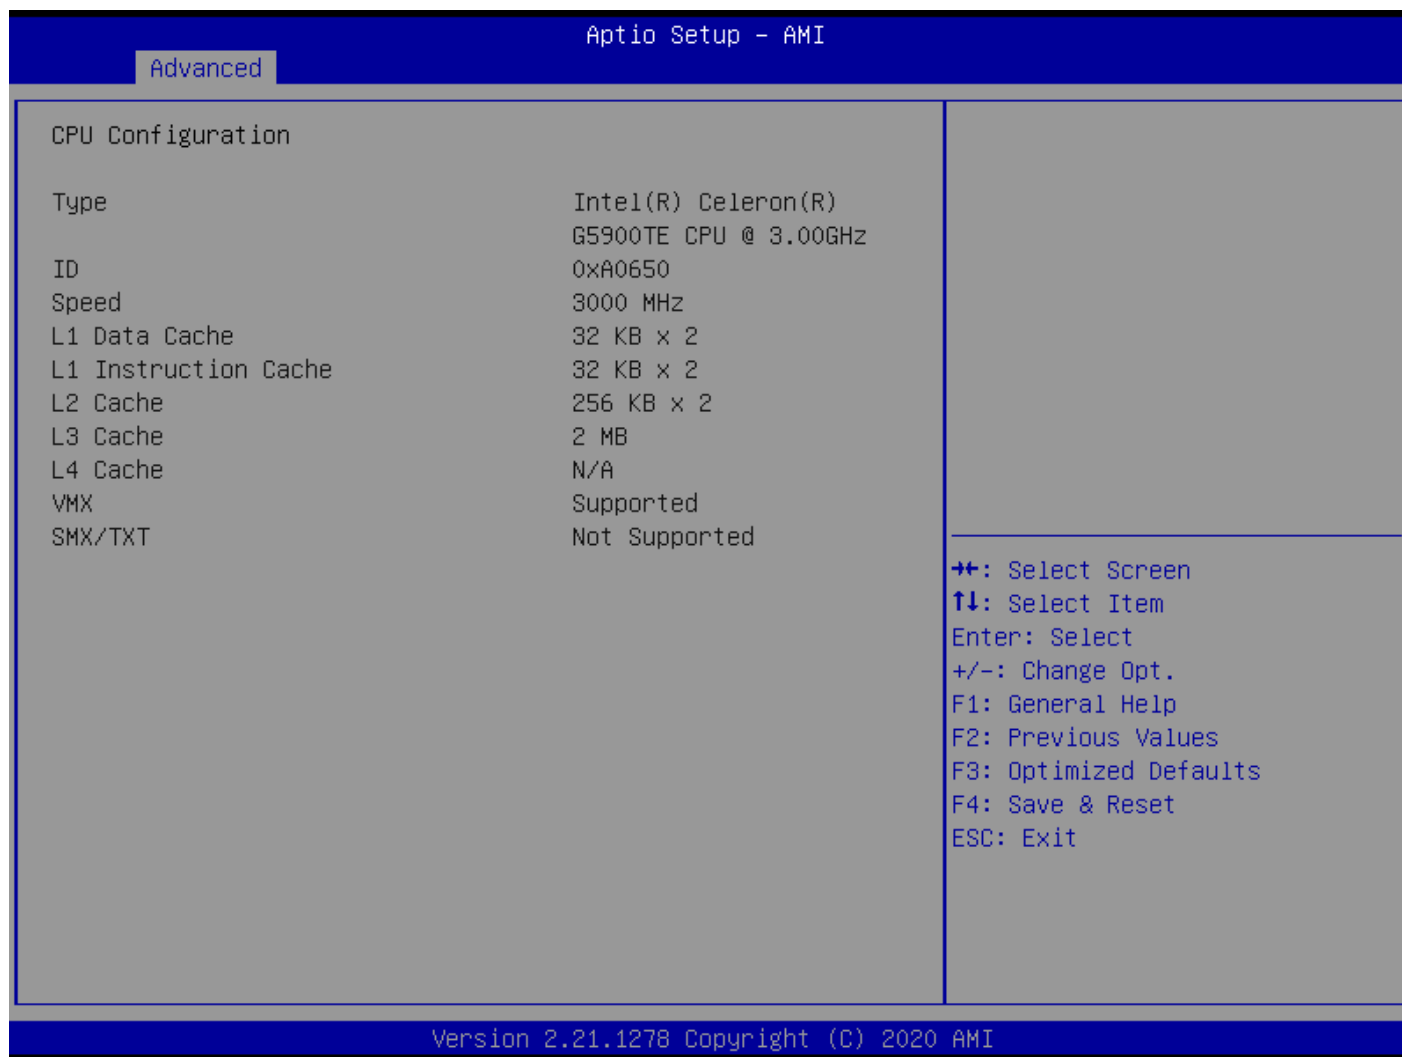 Aptio Setup – AMI
Advanced
CPU Configuration
Type Intel(R) Celeron(R)
G5900TE CPU @ 3.00GHz
ID 0xA0650
Speed 3000 MHz
L1 Data Cache 32 KB x 2
L1 Instruction Cache 32 KB x 2
L2 Cache 256 KB x 2
L3 Cache 2 MB
L4 Cache N/A
VMX Supported
SMX/TXT Not Supported
→←: Select Screen
↑↓: Select Item
Enter: Select
+/-: Change Opt.
F1: General Help
F2: Previous Values
F3: Optimized Defaults
F4: Save & Reset
ESC: Exit
Version 2.21.1278 Copyright (C) 2020 AMI